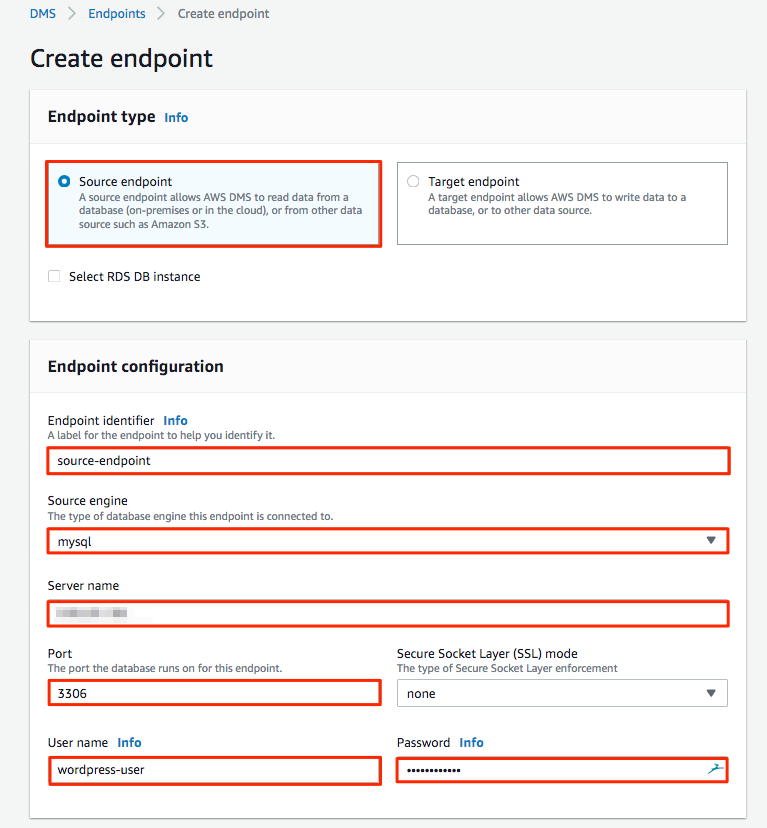 DMS > Endpoints > Create endpoint
Create endpoint
Endpoint type Info
Source endpoint
A source endpoint allows AWS DMS to read data from a
database (on-premises or in the cloud), or from other data
source such as Amazon S3.
Target endpoint
A target endpoint allows AWS DMS to write data to a
database, or to other data source.
Select RDS DB instance
Endpoint configuration
Endpoint identifier Info
A label for the endpoint to help you identify it.
source-endpoint
Source engine
The type of database engine this endpoint is connected to.
mysql
Server name
Port
The port the database runs on for this endpoint.
3306
Secure Socket Layer (SSL) mode
The type of Secure Socket Layer enforcement
none
User name Info
wordpress-user
Password Info
••••••••••••